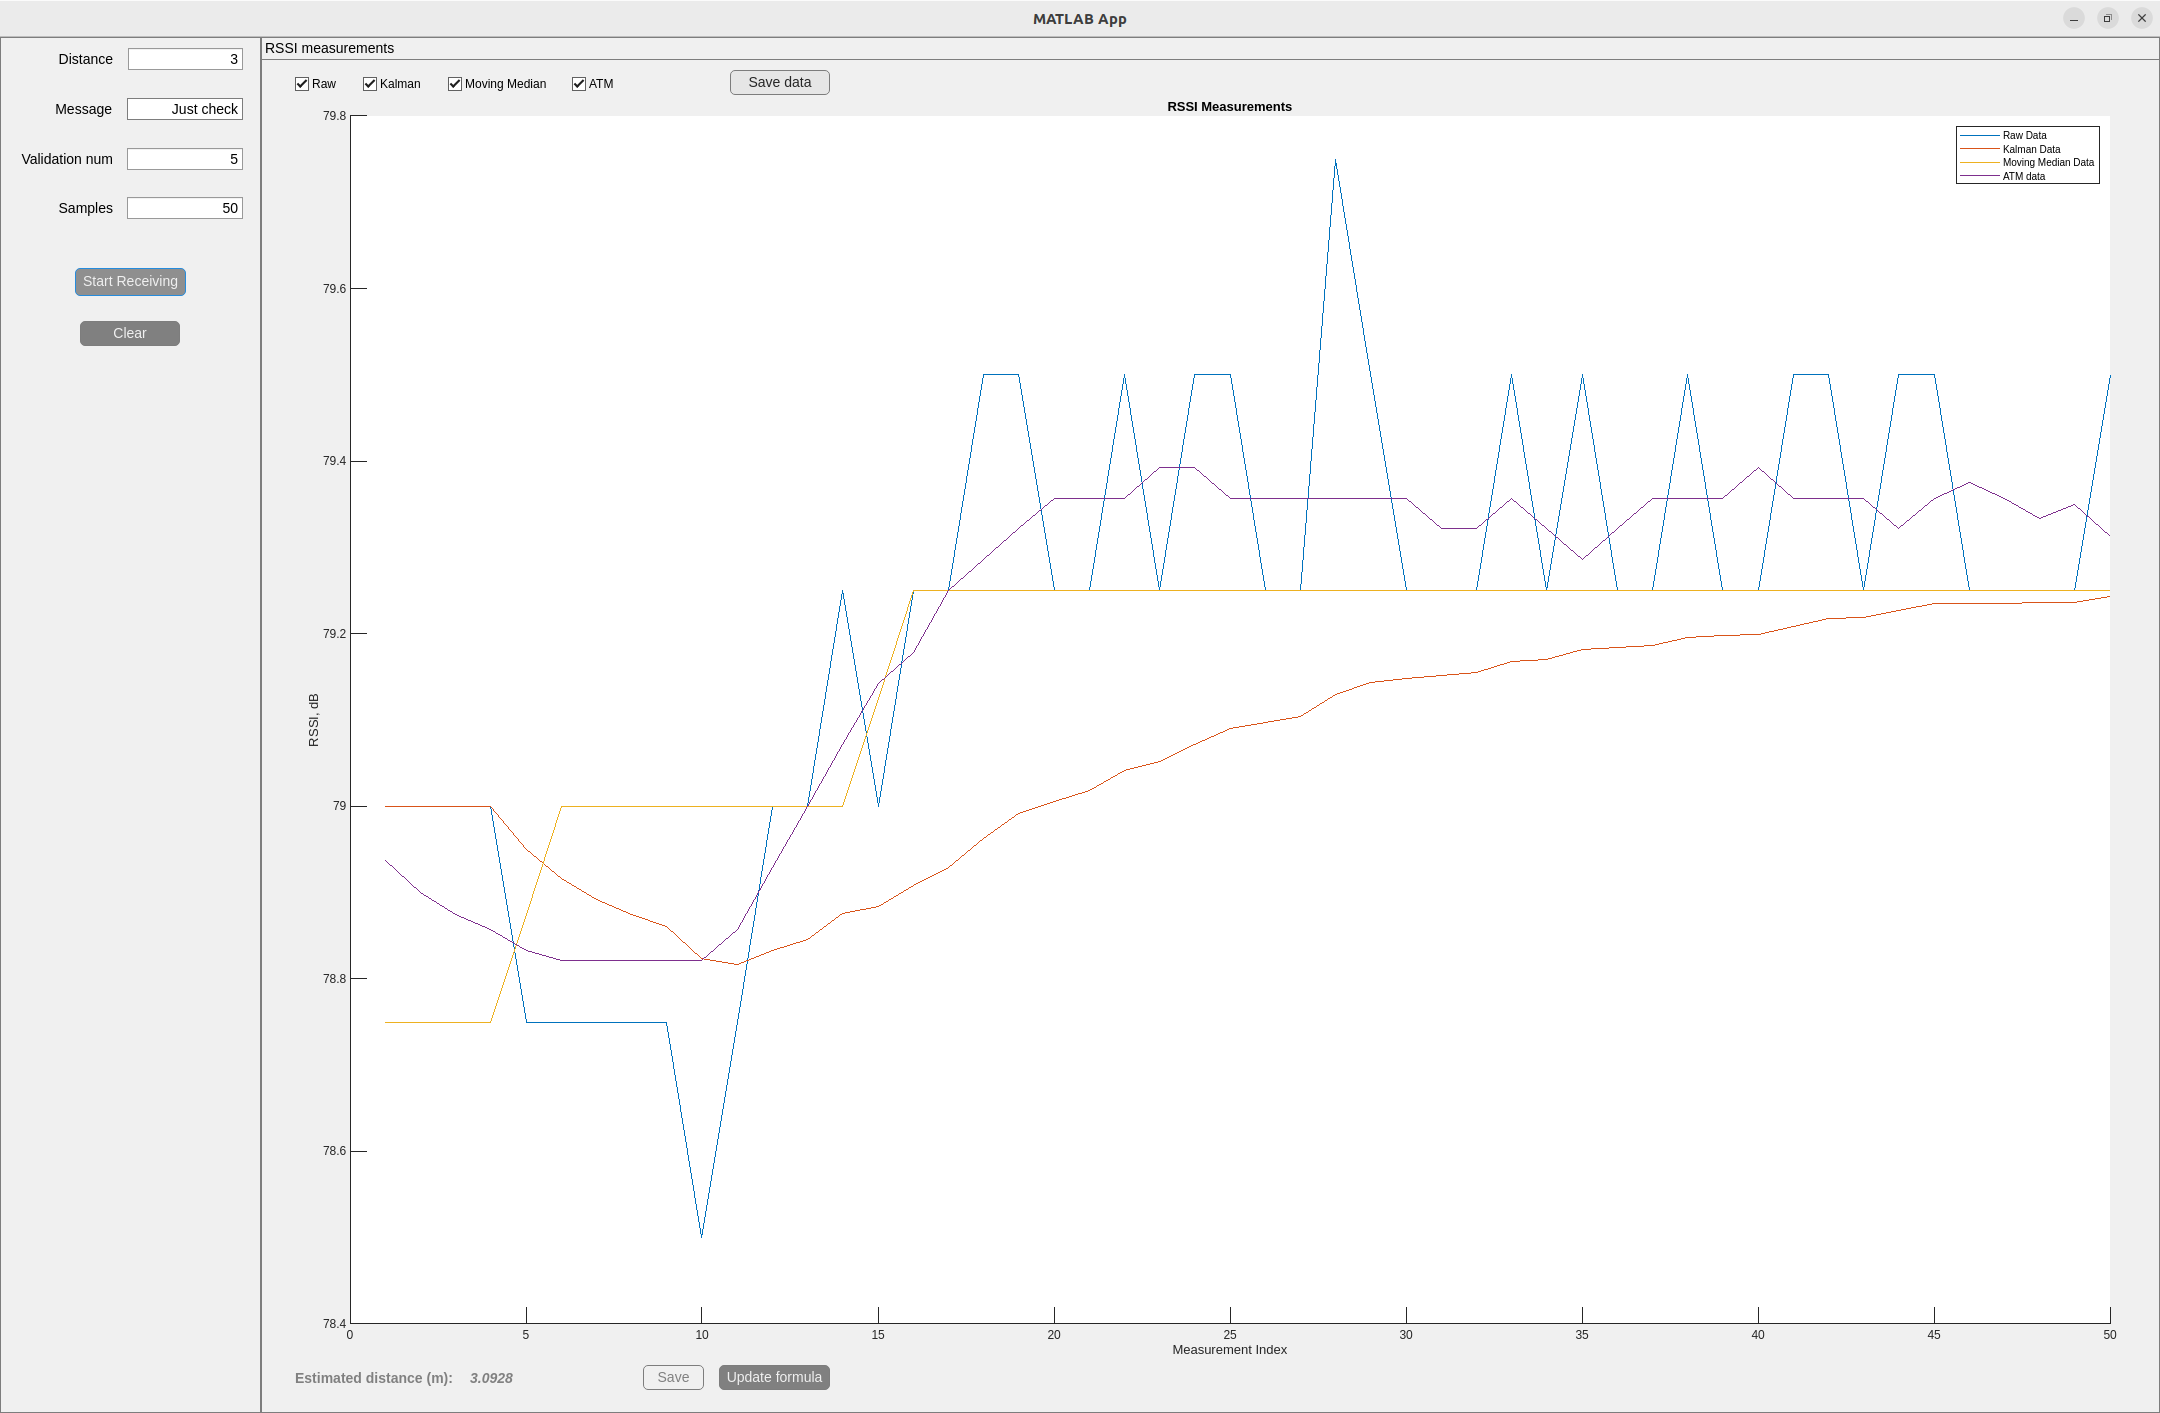 MATLAB App
Distance 3
Message Just check
Validation num 5
Samples 50
Start Receiving
Clear
RSSI measurements
Raw Kalman Moving Median ATM Save data
RSSI Measurements
79.8
79.6
79.4
79.2
79
78.8
78.6
78.4
RSSI, dB
Raw Data
Kalman Data
Moving Median Data
ATM data
0 5 10 15 20 25 30 35 40 45 50
Measurement Index
Estimated distance (m): 3.0928 Save Update formula